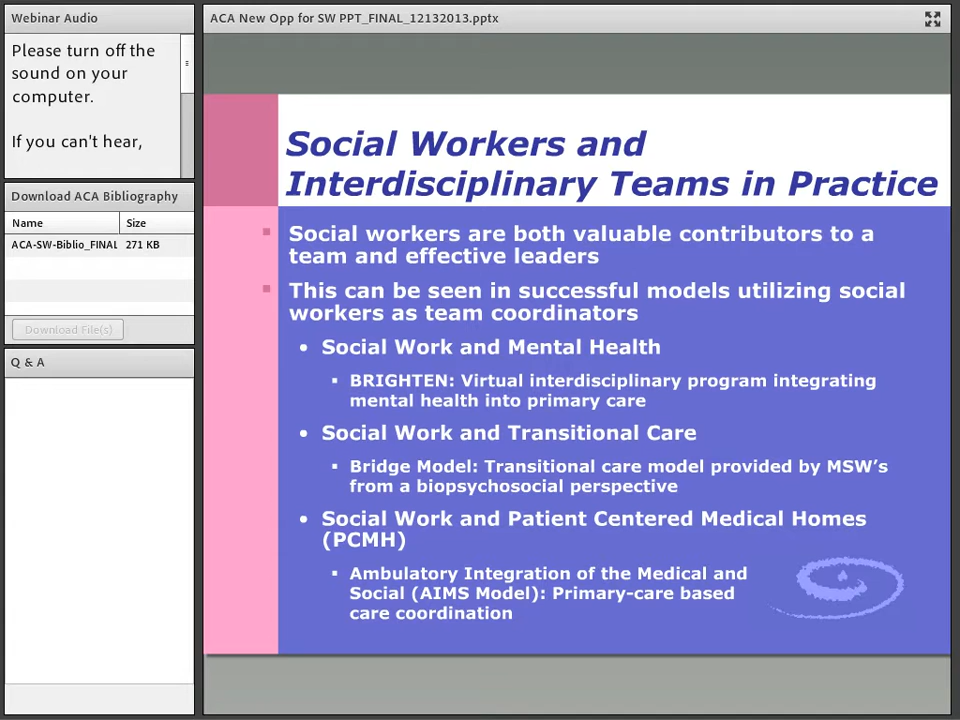 Webinar Audio
Please turn off the
sound on your
computer.
If you can't hear,
Download ACA Bibliography
Name Size
ACA-SW-Biblio_FINAL 271 KB
Download File(s)
Q & A
ACA New Opp for SW PPT_FINAL_12132013.pptx
Social Workers and
Interdisciplinary Teams in Practice
Social workers are both valuable contributors to a
team and effective leaders
This can be seen in successful models utilizing social
workers as team coordinators
Social Work and Mental Health
BRIGHTEN: Virtual interdisciplinary program integrating
mental health into primary care
Social Work and Transitional Care
Bridge Model: Transitional care model provided by MSW's
from a biopsychosocial perspective
Social Work and Patient Centered Medical Homes
(PCMH)
Ambulatory Integration of the Medical and
Social (AIMS Model): Primary-care based
care coordination